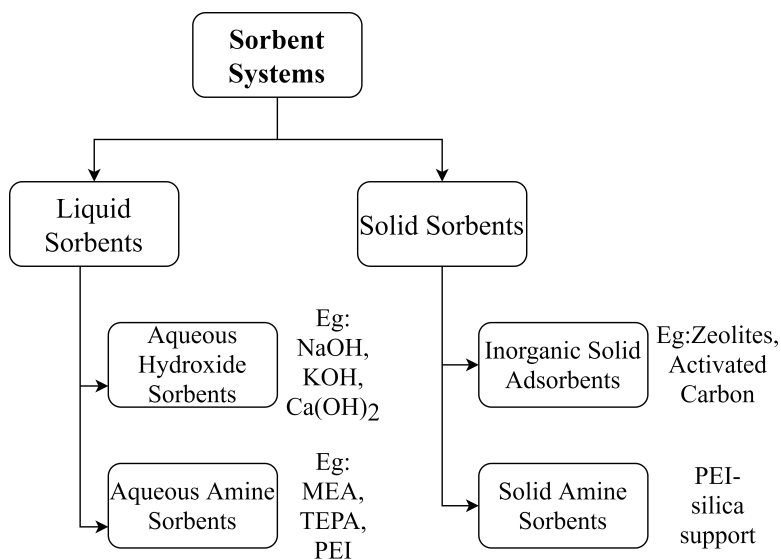 Sorbent
Systems
Liquid
Sorbents
Solid Sorbents
Aqueous
Hydroxide
Sorbents
Eg:
NaOH,
KOH,
Ca(OH)2
Inorganic Solid
Adsorbents
Eg:Zeolites,
Activated
Carbon
Aqueous Amine
Sorbents
Eg:
MEA,
TEPA,
PEI
Solid Amine
Sorbents
PEI-
silica
support